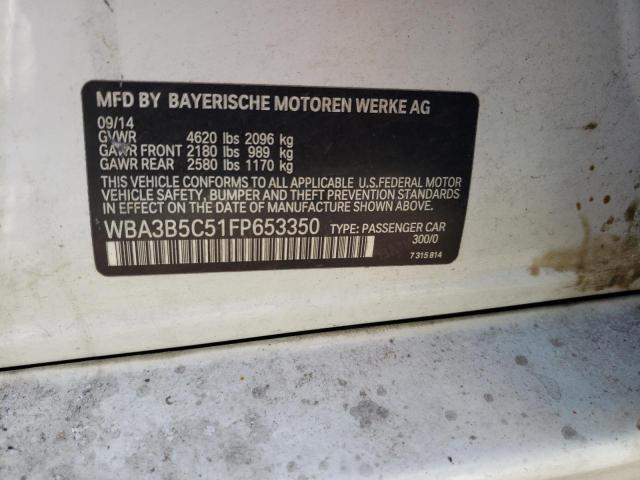 MFD BY BAYERISCHE MOTOREN WERKE AG
09/14
GVWR 4620 lbs 2096 kg
GAWR FRONT 2180 lbs 989 kg
GAWR REAR 2580 lbs 1170 kg
THIS VEHICLE CONFORMS TO ALL APPLICABLE U.S.FEDERAL MOTOR
VEHICLE SAFETY, BUMPER AND THEFT PREVENTION STANDARDS
IN EFFECT ON THE DATE OF MANUFACTURE SHOWN ABOVE.
WBA3B5C51FP653350 TYPE: PASSENGER CAR
300/0
7 315 814